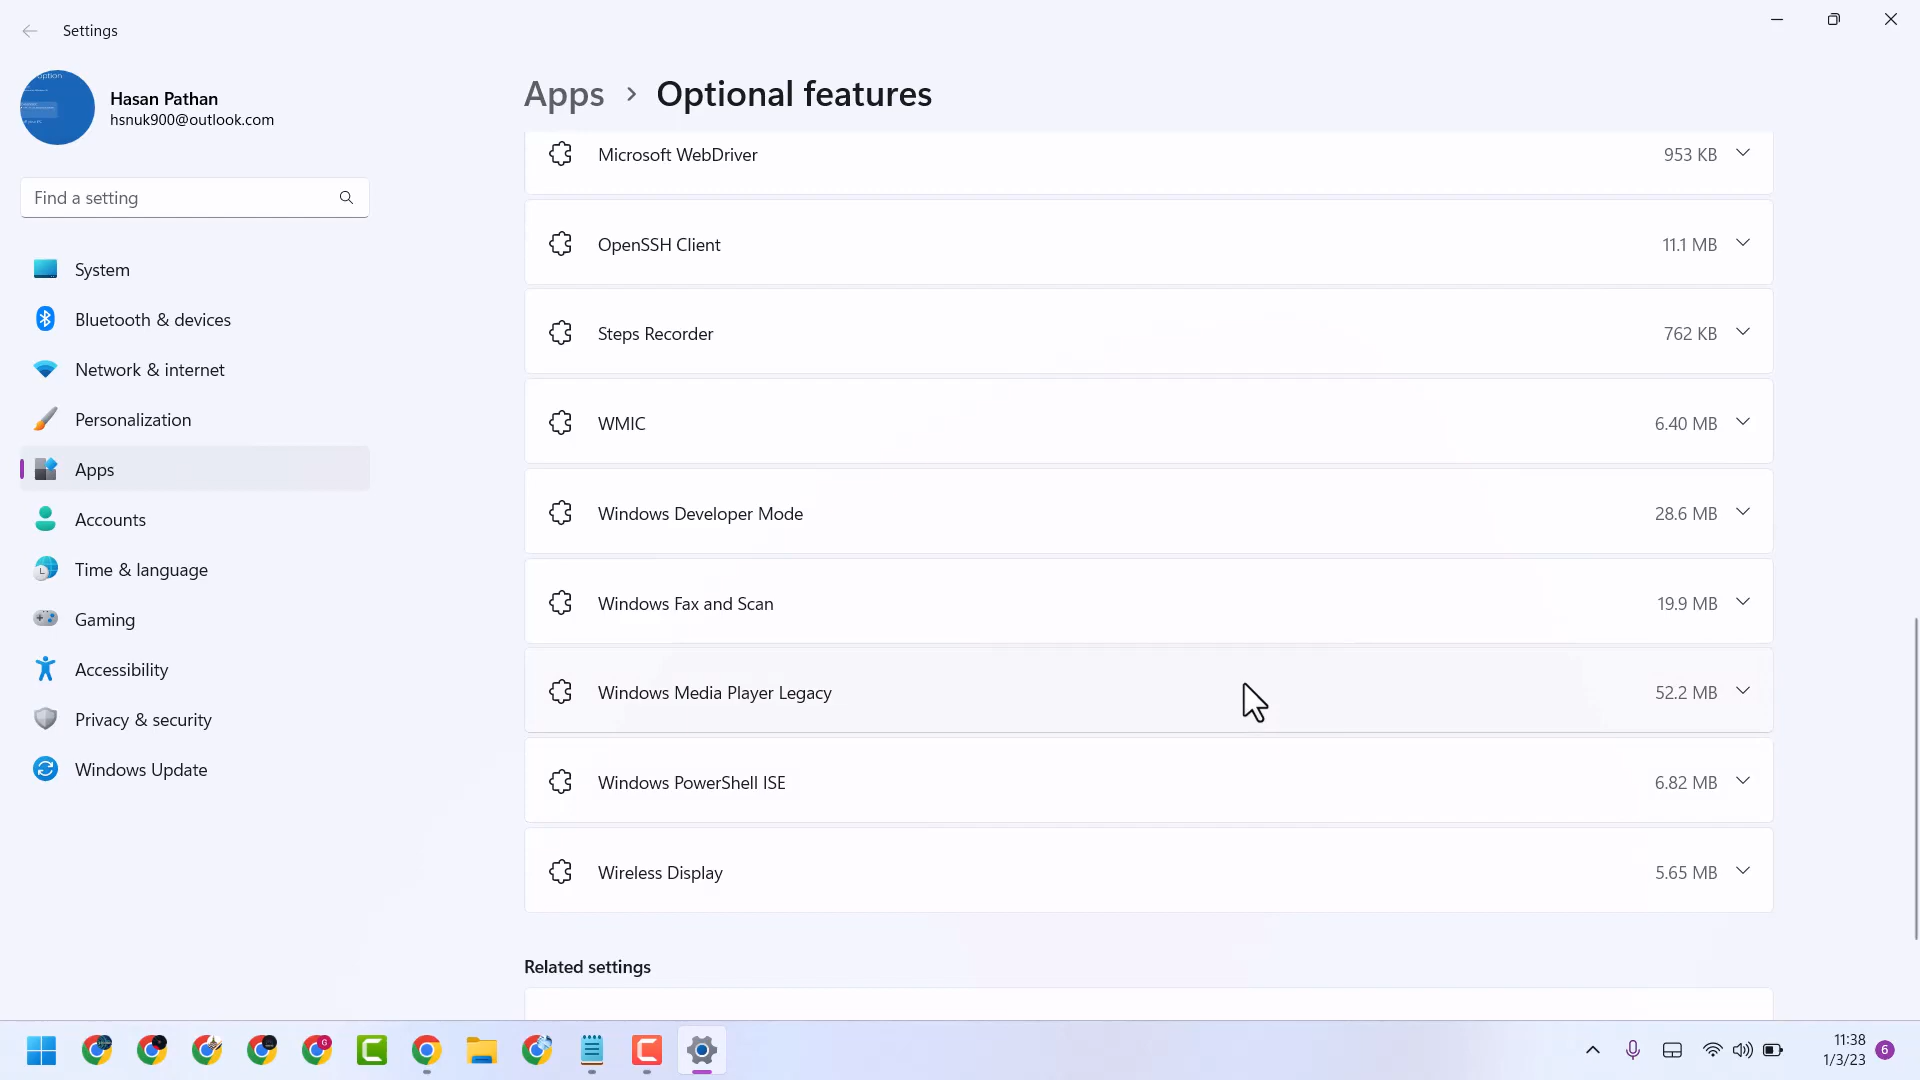 Settings
Hasan Pathan
hsnuk900@outlook.com
Find a setting
System
Bluetooth & devices
Network & internet
Personalization
Apps
Accounts
Time & language
Gaming
Accessibility
Privacy & security
Windows Update
Apps > Optional features
Microsoft WebDriver 953 KB
OpenSSH Client 11.1 MB
Steps Recorder 762 KB
WMIC 6.40 MB
Windows Developer Mode 28.6 MB
Windows Fax and Scan 19.9 MB
Windows Media Player Legacy 52.2 MB
Windows PowerShell ISE 6.82 MB
Wireless Display 5.65 MB
Related settings
11:38
1/3/23
6